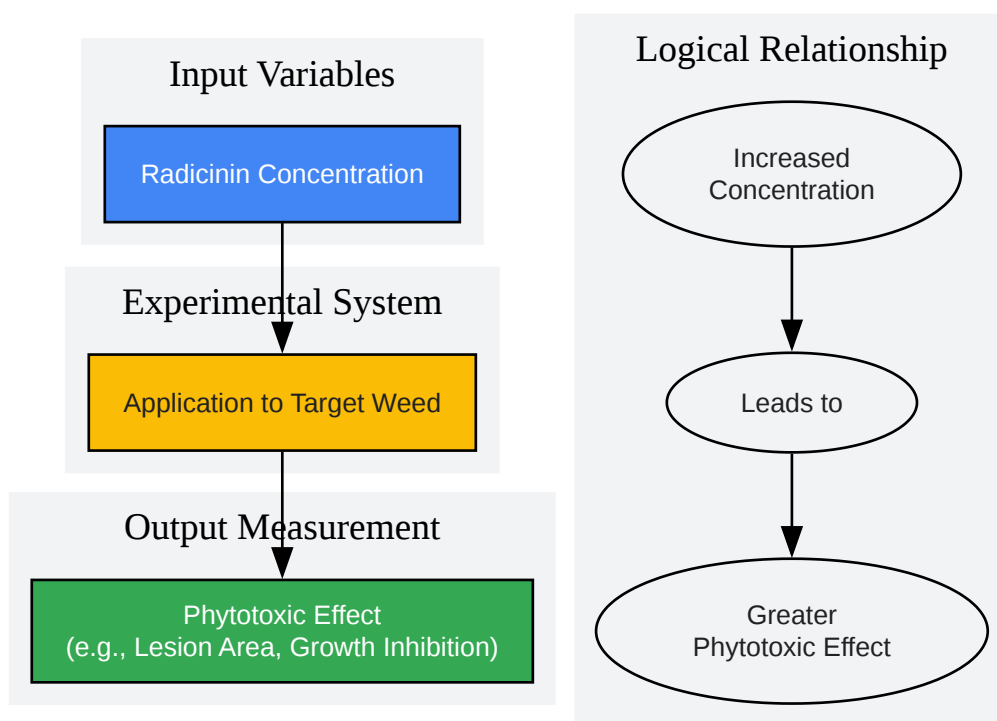 Input Variables
Radicinin Concentration
Experimental System
Application to Target Weed
Output Measurement
Phytotoxic Effect
(e.g., Lesion Area, Growth Inhibition)
Logical Relationship
Increased
Concentration
Leads to
Greater
Phytotoxic Effect